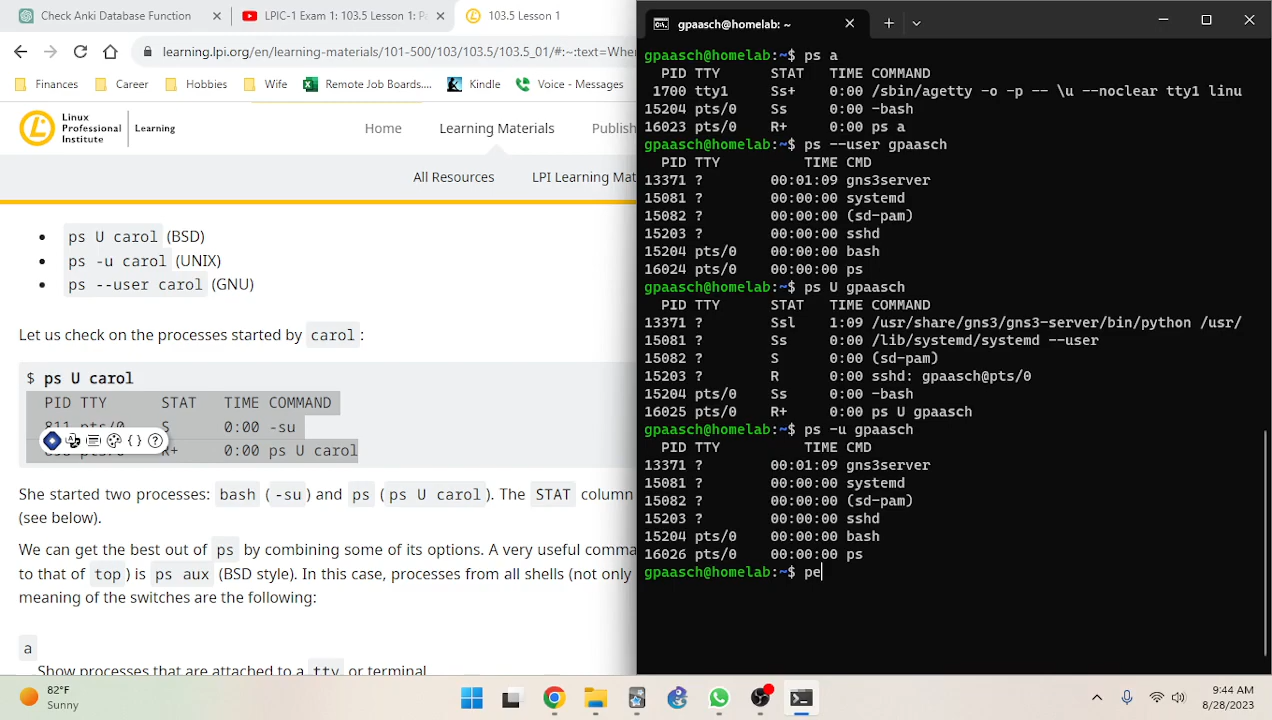 Check Anki Database Function
LPIC-1 Exam 1: 103.5 Lesson 1: P
103.5 Lesson 1
learning.lpi.org/en/learning-materials/101-500/103/103.5/103.5_01/#:~:text=Whe
Finances
Career
Hobbies
Wife
Remote Job Boards....
Kindle
Voice - Messages
Linux
Professional
Institute
Learning
Home
Learning Materials
Publish
All Resources
LPI Learning Mat
ps U carol (BSD)
ps -u carol (UNIX)
ps --user carol (GNU)
Let us check on the processes started by carol :
$ ps U carol
PID TTY STAT TIME COMMAND
811 pts/0 S 0:00 -su
R+ 0:00 ps U carol
She started two processes: bash ( -su ) and ps ( ps U carol ). The STAT column
(see below).
We can get the best out of ps by combining some of its options. A very useful comma
to that of top ) is ps aux (BSD style). In this case, processes from all shells (not only
meaning of the switches are the following:
a
Show processes that are attached to a tty or terminal
gpaasch@homelab: ~
gpaasch@homelab:~$ ps a
PID TTY STAT TIME COMMAND
1700 tty1 Ss+ 0:00 /sbin/agetty -o -p -- \u --noclear tty1 linu
15204 pts/0 Ss 0:00 -bash
16023 pts/0 R+ 0:00 ps a
gpaasch@homelab:~$ ps --user gpaasch
PID TTY TIME CMD
13371 ? 00:01:09 gns3server
15081 ? 00:00:00 systemd
15082 ? 00:00:00 (sd-pam)
15203 ? 00:00:00 sshd
15204 pts/0 00:00:00 bash
16024 pts/0 00:00:00 ps
gpaasch@homelab:~$ ps U gpaasch
PID TTY STAT TIME COMMAND
13371 ? Ssl 1:09 /usr/share/gns3/gns3-server/bin/python /usr/
15081 ? Ss 0:00 /lib/systemd/systemd --user
15082 ? S 0:00 (sd-pam)
15203 ? R 0:00 sshd: gpaasch@pts/0
15204 pts/0 Ss 0:00 -bash
16025 pts/0 R+ 0:00 ps U gpaasch
gpaasch@homelab:~$ ps -u gpaasch
PID TTY TIME CMD
13371 ? 00:01:09 gns3server
15081 ? 00:00:00 systemd
15082 ? 00:00:00 (sd-pam)
15203 ? 00:00:00 sshd
15204 pts/0 00:00:00 bash
16026 pts/0 00:00:00 ps
gpaasch@homelab:~$ pe
82°F
Sunny
9:44 AM
8/28/2023